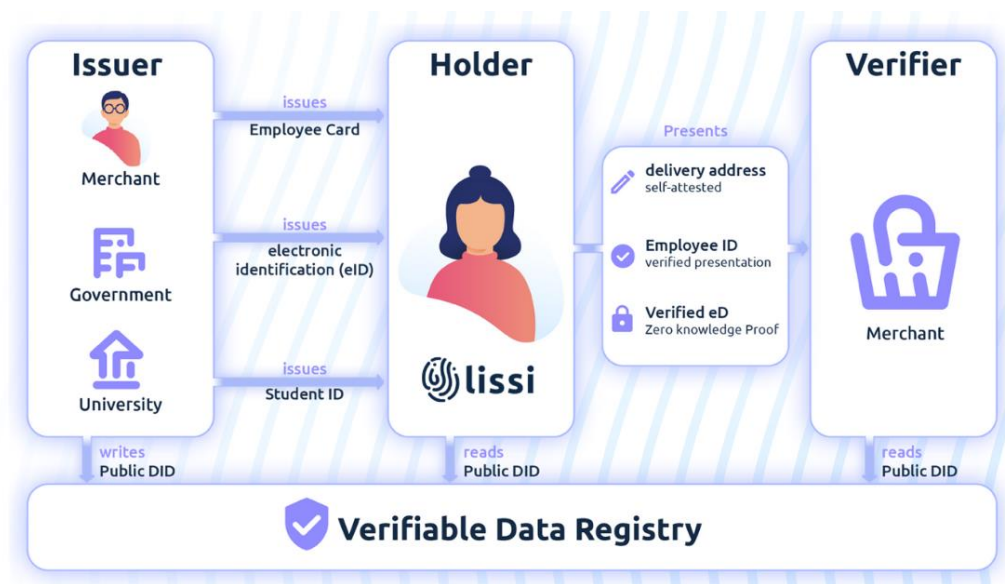 Issuer
Merchant
Government
University
issues
Employee Card
issues
electronic
identification (eID)
issues
Student ID
Holder
lissi
Presents
delivery address
self-attested
Employee ID
verified presentation
Verified eD
Zero knowledge Proof
Verifier
Merchant
writes
Public DID
reads
Public DID
reads
Public DID
Verifiable Data Registry